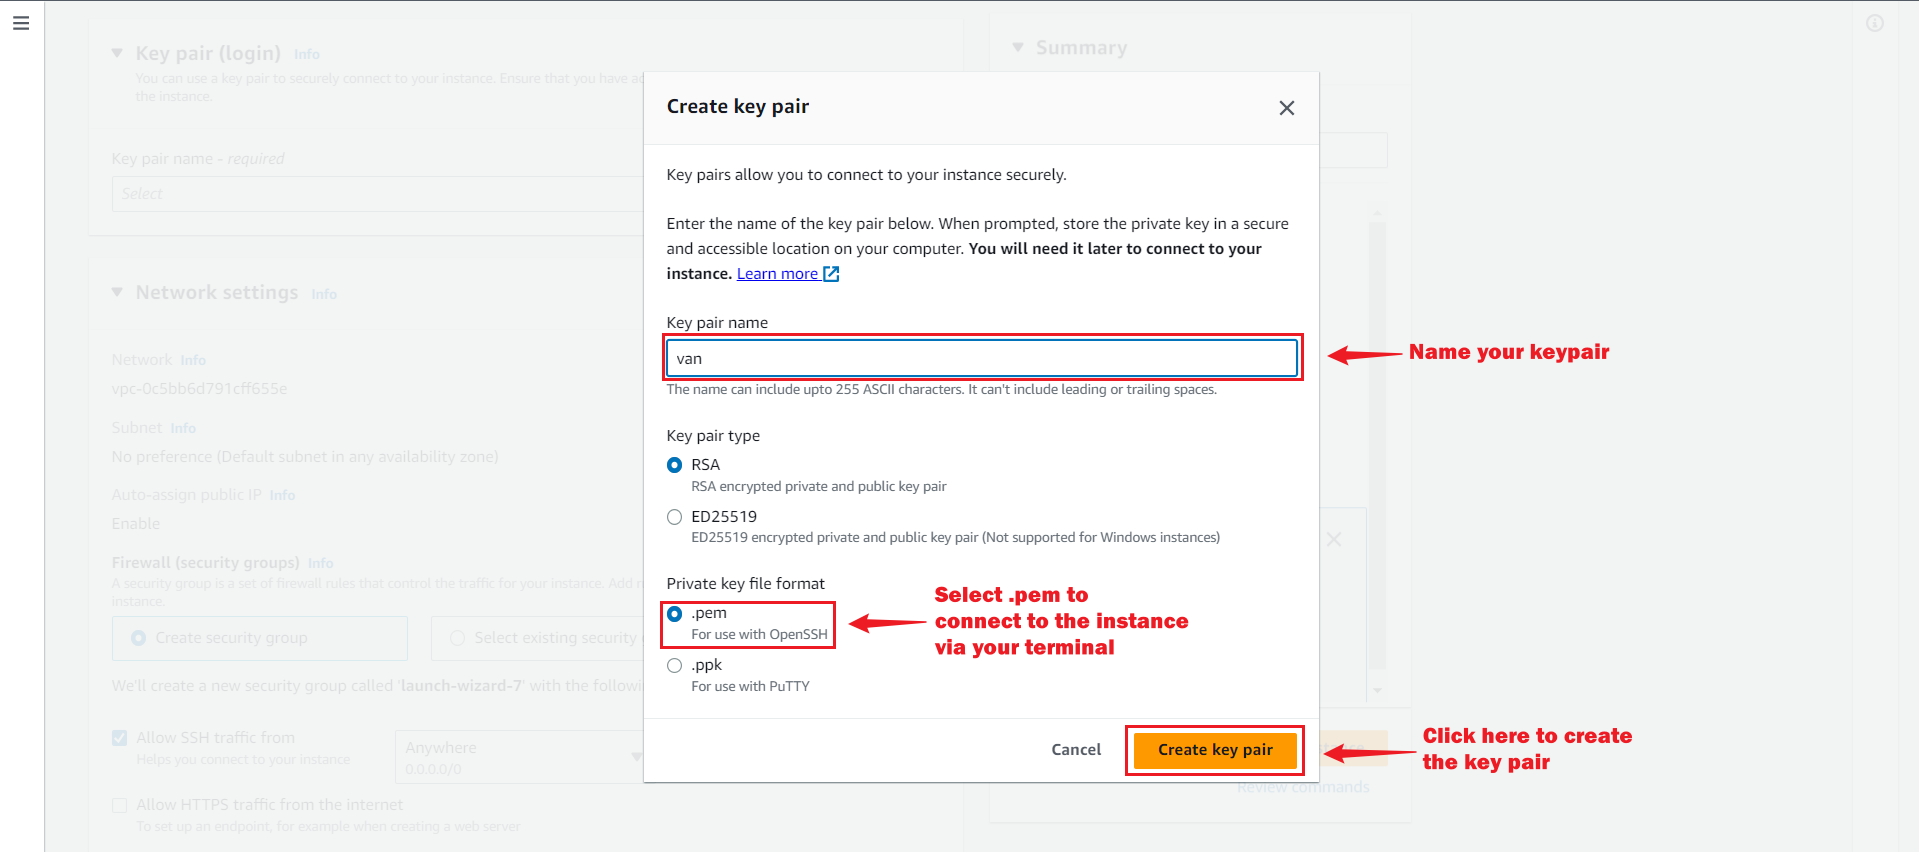 Key pair (login) Info
You can use a key pair to securely connect to your instance. Ensure that you have ac
the instance.
Key pair name - required
Select
Network settings Info
Network Info
vpc-0c5bb6d791cff655e
Subnet Info
No preference (Default subnet in any availability zone)
Auto-assign public IP Info
Enable
Firewall (security groups) Info
A security group is a set of firewall rules that control the traffic for your instance. Add
instance.
Create security group
Select existing security
We'll create a new security group called 'launch-wizard-7' with the following
Allow SSH traffic from
Helps you connect to your instance
Anywhere
0.0.0.0/0
Allow HTTPS traffic from the internet
To set up an endpoint, for example when creating a web server
Summary
Create key pair
Key pairs allow you to connect to your instance securely.
Enter the name of the key pair below. When prompted, store the private key in a secure
and accessible location on your computer. You will need it later to connect to your
instance. Learn more
Key pair name
van
The name can include upto 255 ASCII characters. It can't include leading or trailing spaces.
Key pair type
RSA
RSA encrypted private and public key pair
ED25519
ED25519 encrypted private and public key pair (Not supported for Windows instances)
Private key file format
.pem
For use with OpenSSH
.ppk
For use with PuTTY
Cancel
Create key pair
Review commands
Name your keypair
Select .pem to
connect to the instance
via your terminal
Click here to create
the key pair